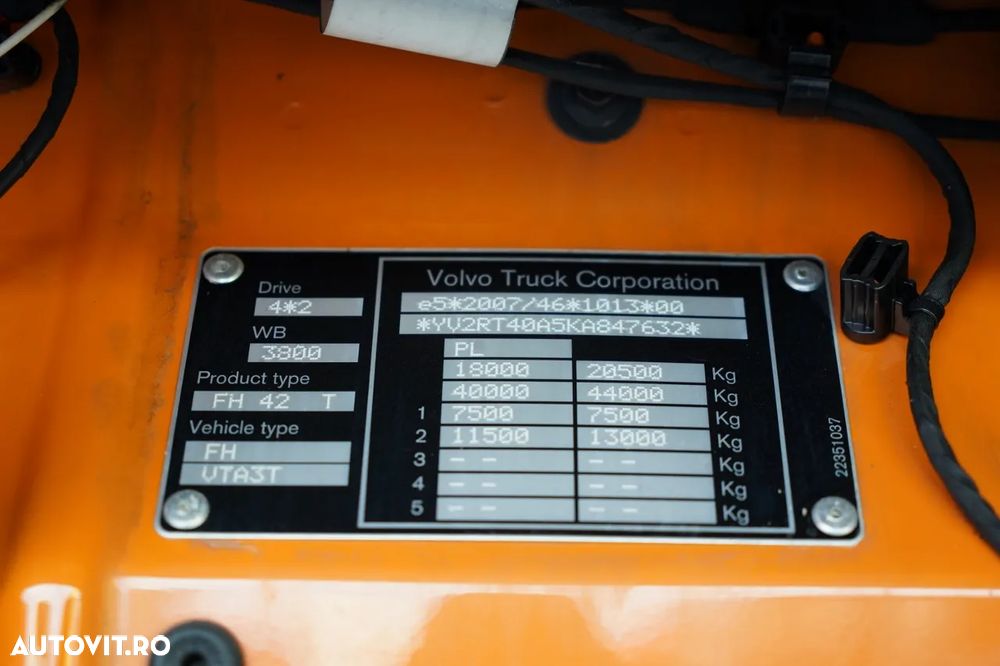 Drive
4*2
WB
3800
Product type
FH 42 T
Vehicle type
FH
VTA3T
Volvo Truck Corporation
e5*2007/46*1013*00
*YV2RT40A5KA847632*
PL
18000 20500 Kg
40000 44000 Kg
1 7500 7500 Kg
2 11500 13000 Kg
3 -- -- Kg
4 -- -- Kg
5 -- -- Kg
22351037
AUTOVIT.RO